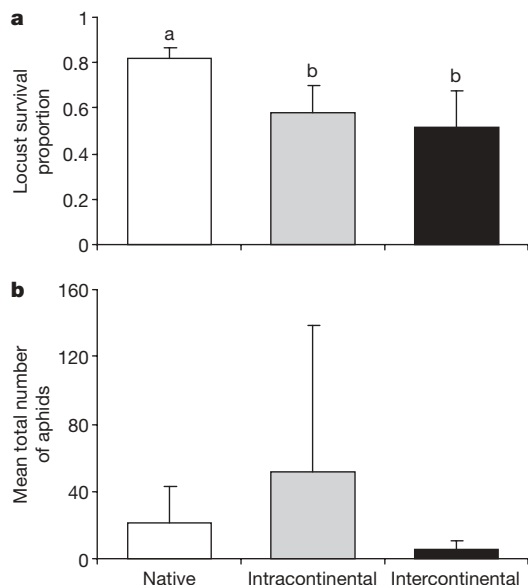 a
Locust survival
proportion
1
0.8
0.6
0.4
0.2
0
a
b
b
b
Mean total number
of aphids
160
120
80
40
0
Native
Intracontinental
Intercontinental